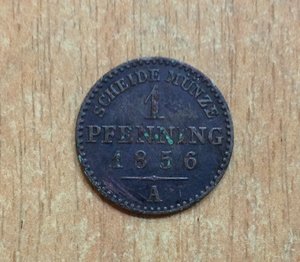 SCHEIDE MÜNZE
1
PFENNING
1856
A